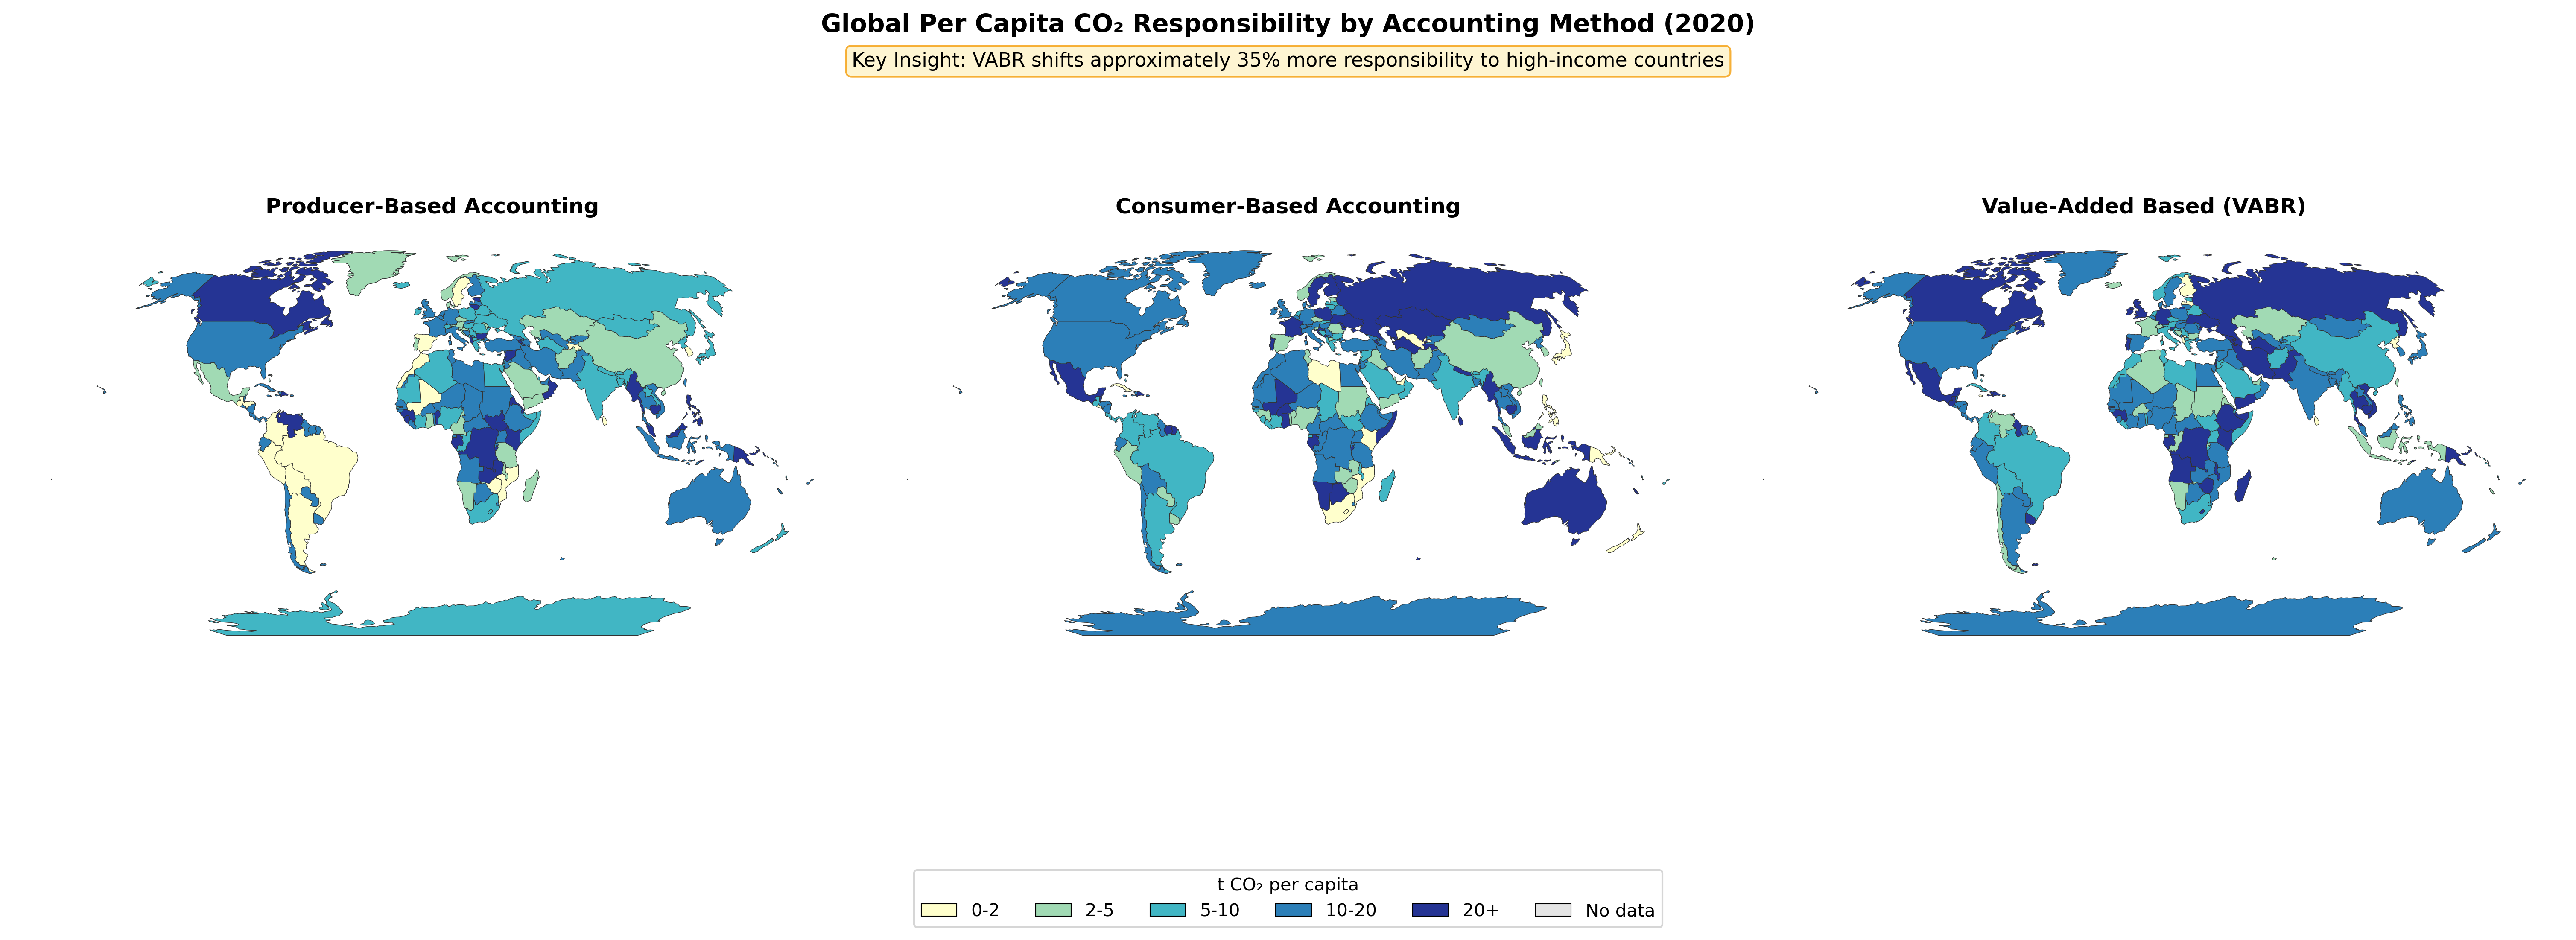 Global Per Capita CO₂ Responsibility by Accounting Method (2020)
Key Insight: VABR shifts approximately 35% more responsibility to high-income countries
Producer-Based Accounting
Consumer-Based Accounting
Value-Added Based (VABR)
t CO₂ per capita
0-2 2-5 5-10 10-20 20+ No data